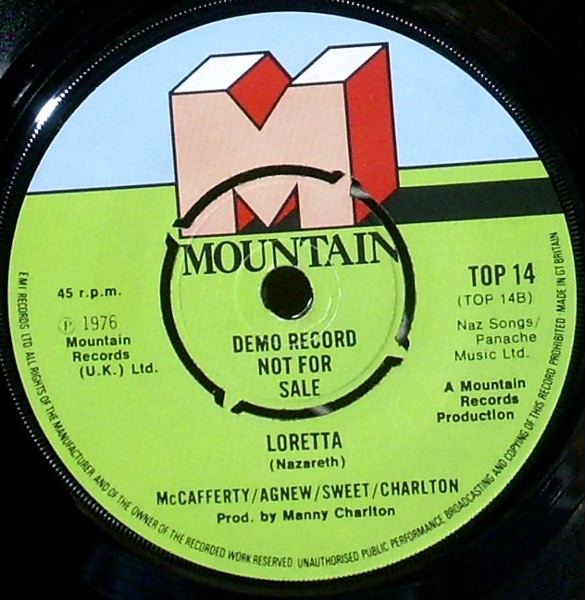 MOUNTAIN
45 r.p.m.
℗ 1976
Mountain
Records
(U.K.) Ltd.
DEMO RECORD
NOT FOR
SALE
TOP 14
(TOP 14B)
Naz Songs/
Panache
Music Ltd.
A Mountain
Records
Production
LORETTA
(Nazareth)
McCAFFERTY/AGNEW/SWEET/CHARLTON
Prod. by Manny Charlton
EMI RECORDS LTD ALL RIGHTS OF THE MANUFACTURER AND OF THE OWNER OF THE RECORDED WORK RESERVED UNAUTHORISED PUBLIC PERFORMANCE BROADCASTING AND COPYING OF THIS RECORD PROHIBITED MADE IN GT BRITAIN